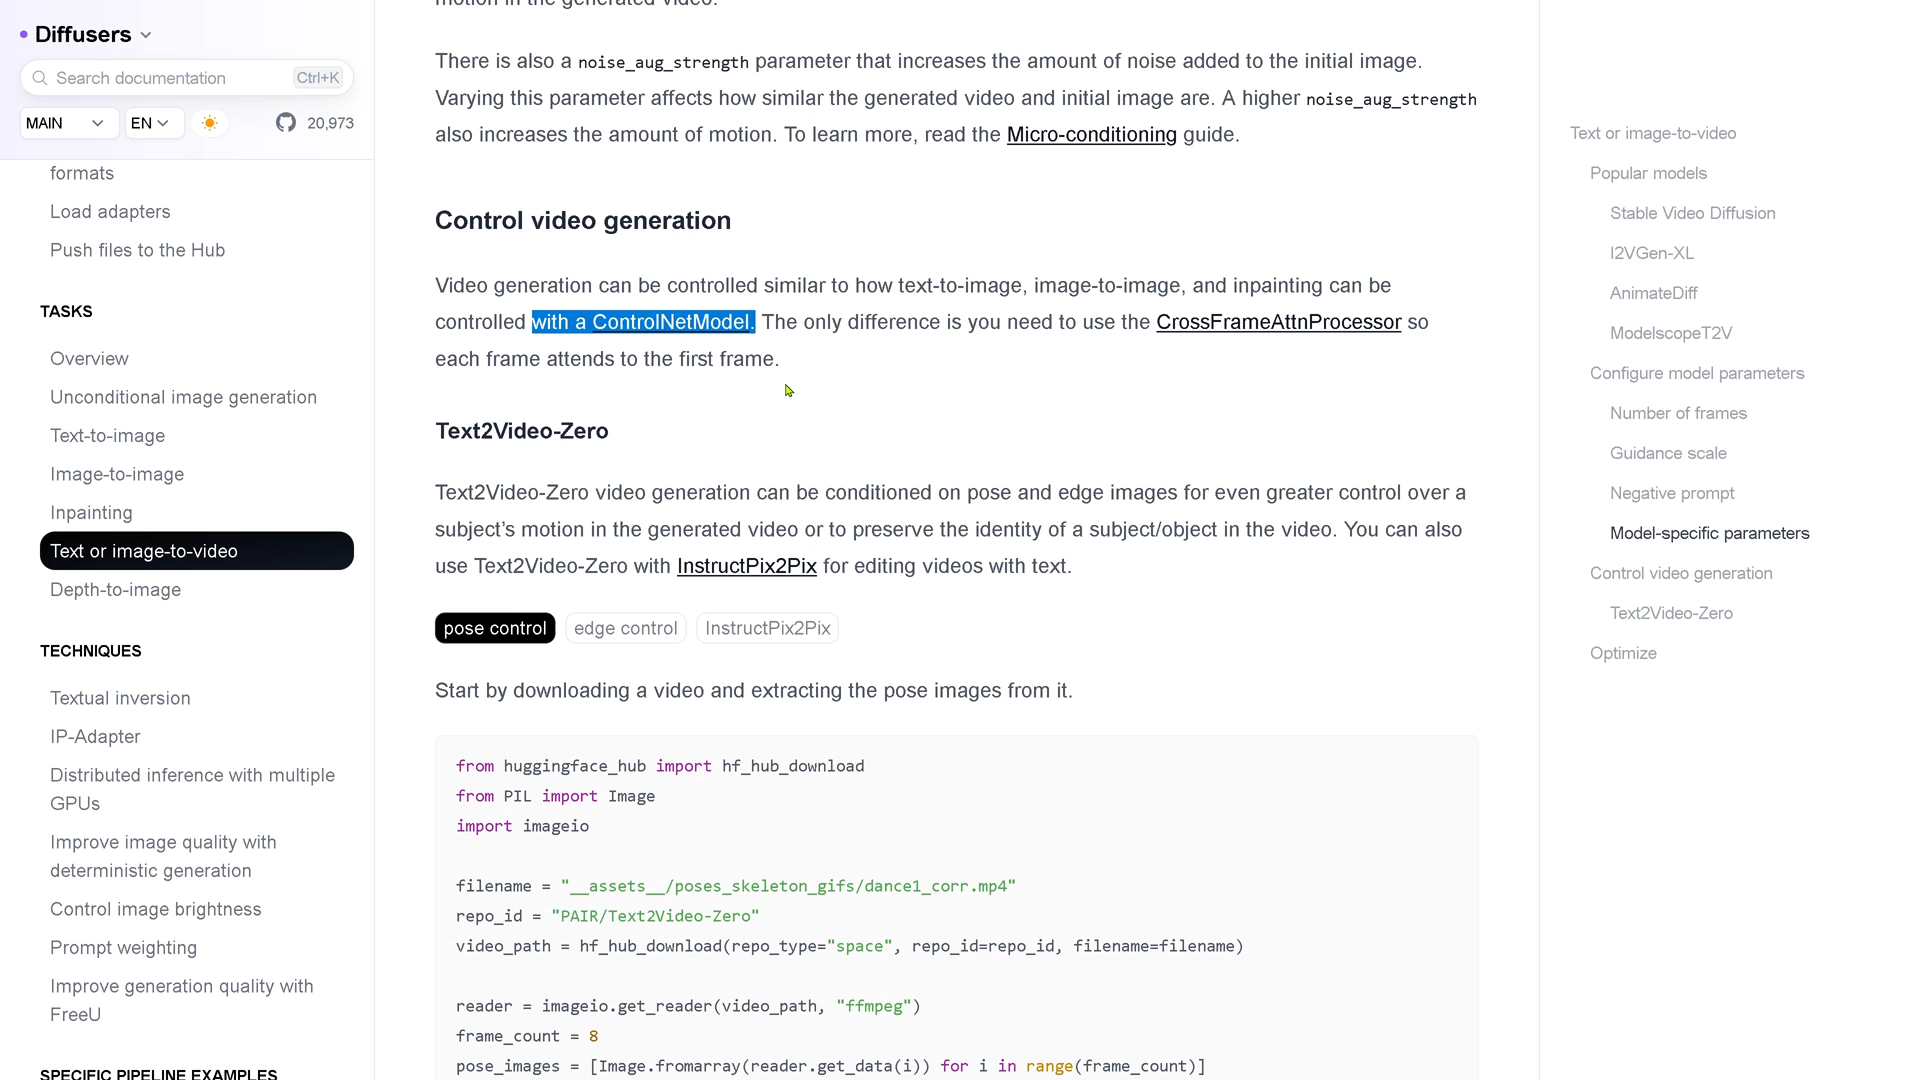 Diffusers
Search documentation
Ctrl+K
MAIN
EN
20,973
formats
Load adapters
Push files to the Hub
TASKS
Overview
Unconditional image generation
Text-to-image
Image-to-image
Inpainting
Text or image-to-video
Depth-to-image
TECHNIQUES
Textual inversion
IP-Adapter
Distributed inference with multiple
GPUs
Improve image quality with
deterministic generation
Control image brightness
Prompt weighting
Improve generation quality with
FreeU
SPECIFIC PIPELINE EXAMPLES
motion in the generated video.
There is also a noise_aug_strength parameter that increases the amount of noise added to the initial image.
Varying this parameter affects how similar the generated video and initial image are. A higher noise_aug_strength
also increases the amount of motion. To learn more, read the Micro-conditioning guide.
Control video generation
Video generation can be controlled similar to how text-to-image, image-to-image, and inpainting can be
controlled with a ControlNetModel. The only difference is you need to use the CrossFrameAttnProcessor so
each frame attends to the first frame.
Text2Video-Zero
Text2Video-Zero video generation can be conditioned on pose and edge images for even greater control over a
subject's motion in the generated video or to preserve the identity of a subject/object in the video. You can also
use Text2Video-Zero with InstructPix2Pix for editing videos with text.
pose control
edge control
InstructPix2Pix
Start by downloading a video and extracting the pose images from it.
from huggingface_hub import hf_hub_download
from PIL import Image
import imageio
filename = "__assets__/poses_skeleton_gifs/dance1_corr.mp4"
repo_id = "PAIR/Text2Video-Zero"
video_path = hf_hub_download(repo_type="space", repo_id=repo_id, filename=filename)
reader = imageio.get_reader(video_path, "ffmpeg")
frame_count = 8
pose_images = [Image.fromarray(reader.get_data(i)) for i in range(frame_count)]
Text or image-to-video
Popular models
Stable Video Diffusion
I2VGen-XL
AnimateDiff
ModelscopeT2V
Configure model parameters
Number of frames
Guidance scale
Negative prompt
Model-specific parameters
Control video generation
Text2Video-Zero
Optimize